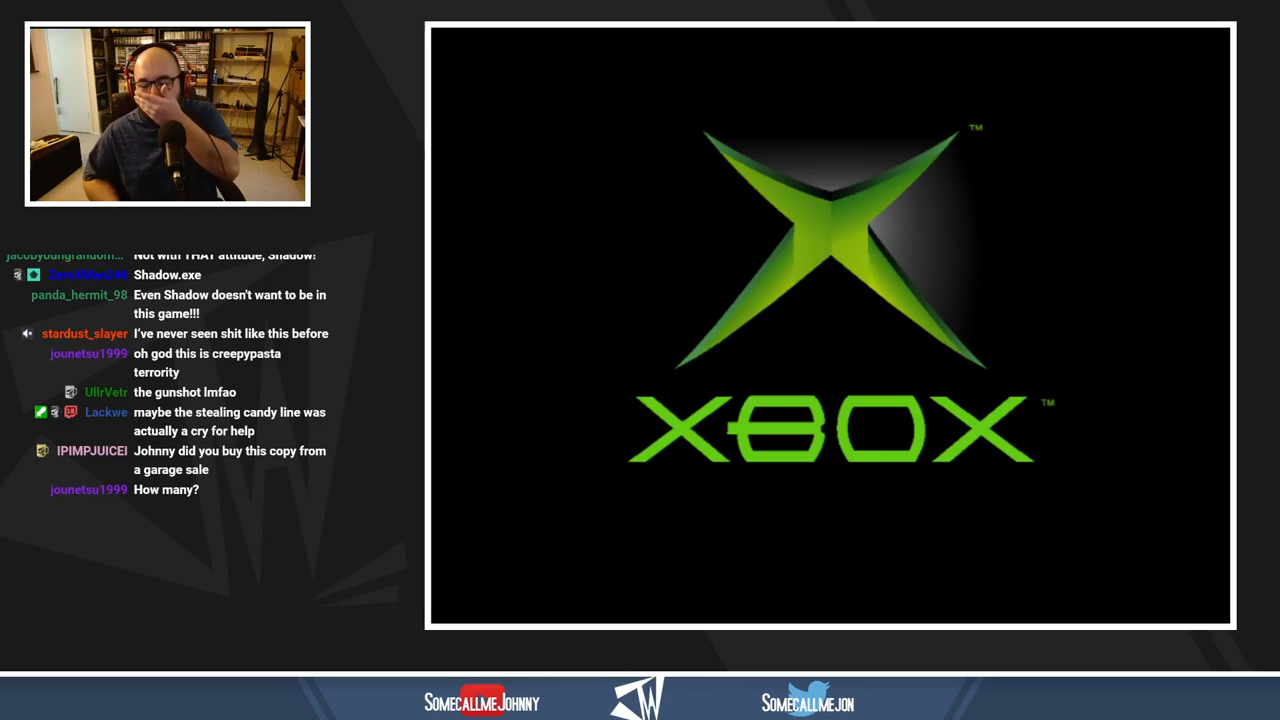 Not with THAT attitude, Shadow!
Shadow.exe
panda_hermit_98 Even Shadow doesn't want to be in
this game!!!
stardust_slayer I've never seen shit like this before
jounetsu1999 oh god this is creepypasta
terrority
UllrVetr the gunshot lmfao
Lackwe maybe the stealing candy line was
actually a cry for help
IPIMPJUICEI Johnny did you buy this copy from
a garage sale
jounetsu1999 How many?
TM
XBOX TM
SOMECALLMEJOHNNY
SOMECALLMEJON